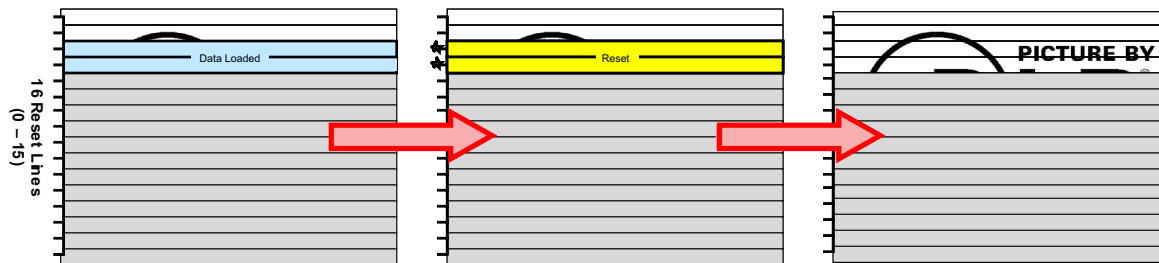 Data Loaded
Reset
PICTURE BY
®
16 Reset Lines
(0 – 15)